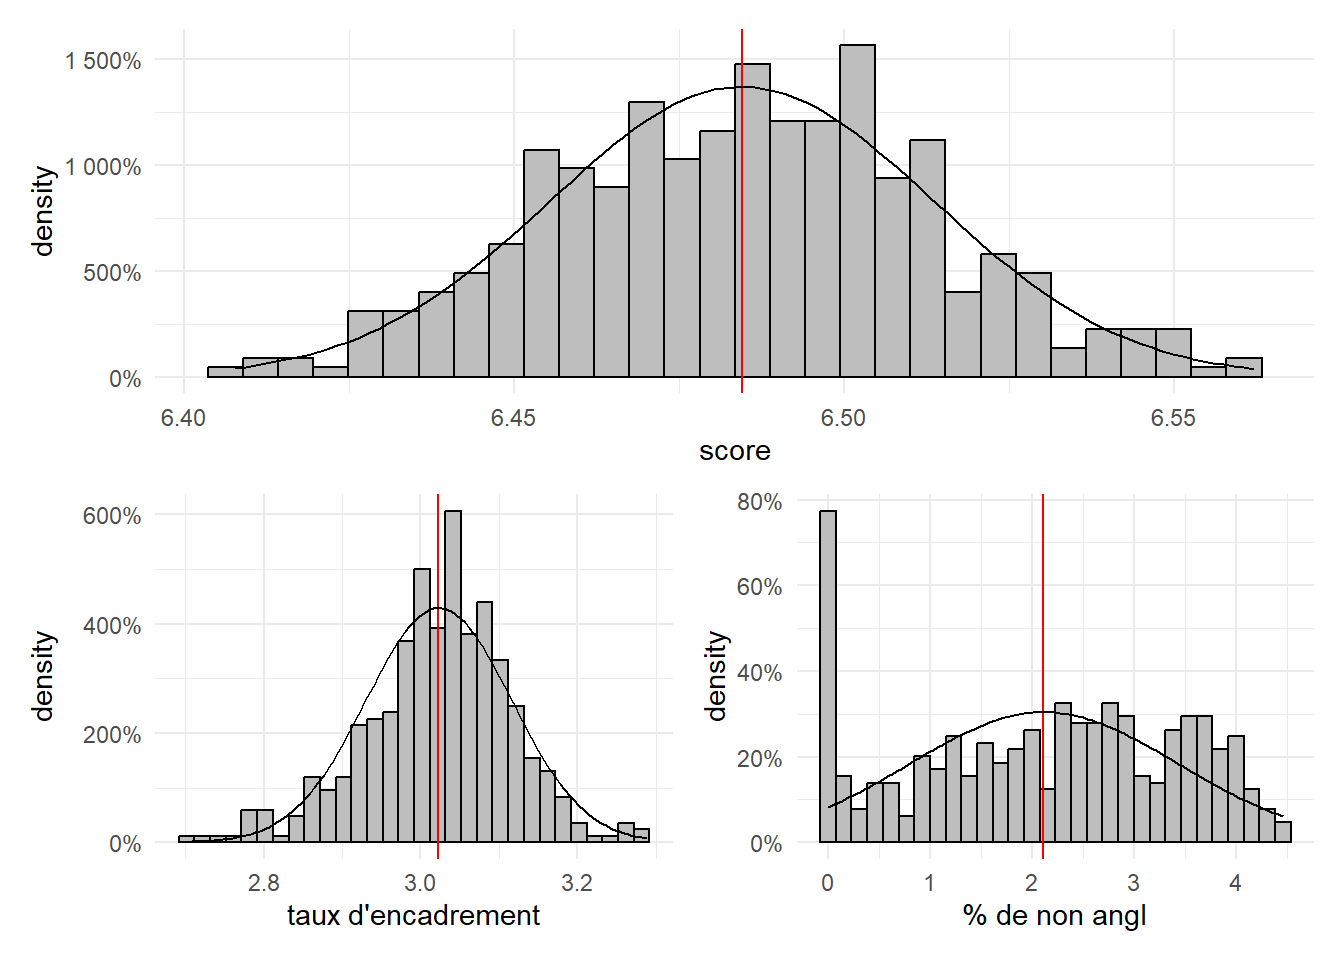 1 500%
1 000%
500%
0%
density
6.40 6.45 6.50 6.55
score
600%
400%
200%
0%
density
2.8 3.0 3.2
taux d'encadrement
80%
60%
40%
20%
0%
density
0 1 2 3 4
% de non angl